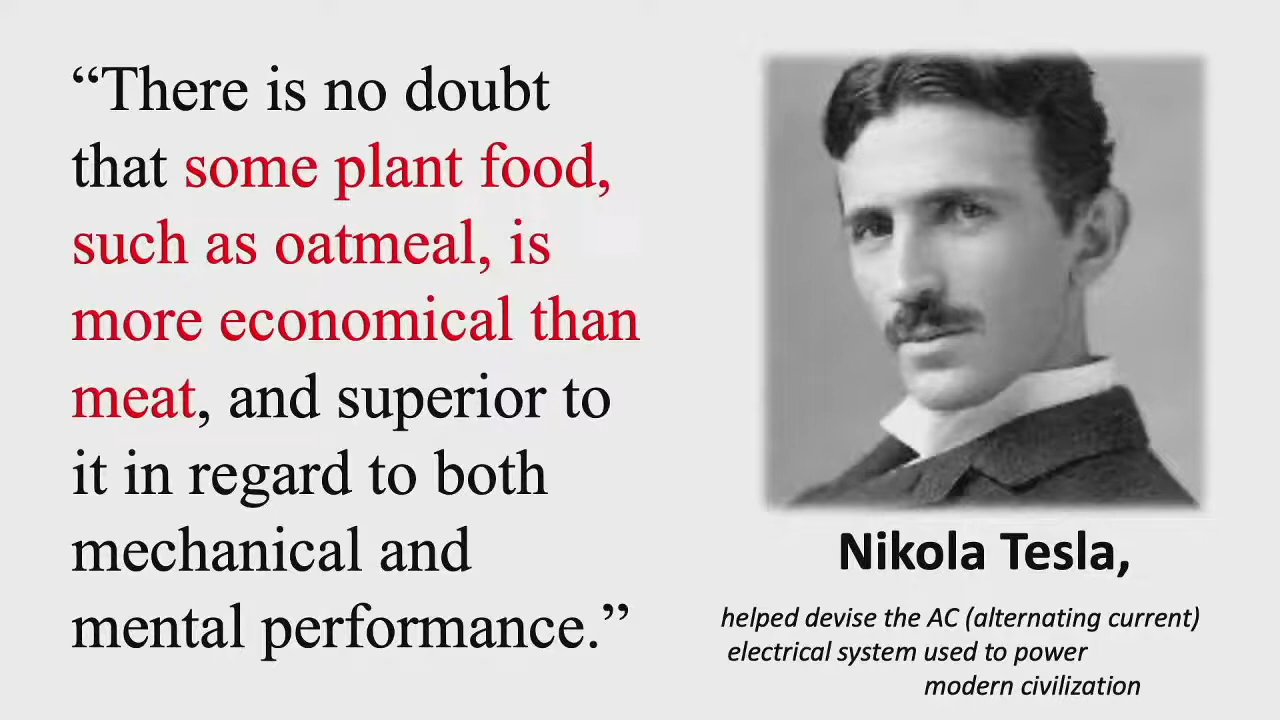 “There is no doubt
that some plant food,
such as oatmeal, is
more economical than
meat, and superior to
it in regard to both
mechanical and
mental performance.”
Nikola Tesla,
helped devise the AC (alternating current)
electrical system used to power
modern civilization